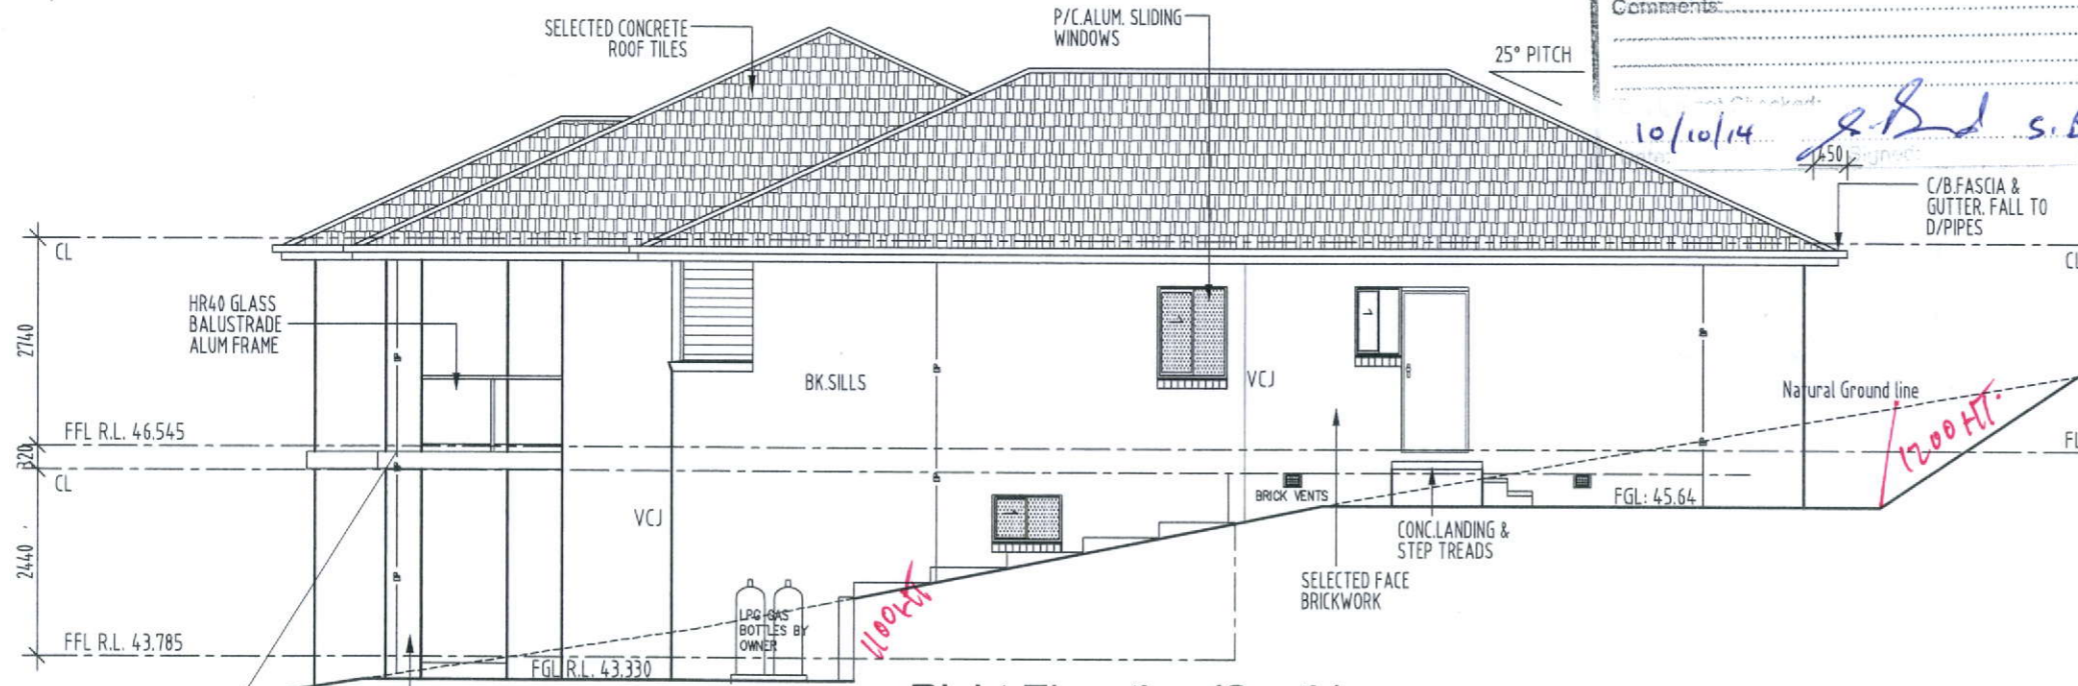 Comments:
SELECTED CONCRETE
ROOF TILES
P/C.ALUM. SLIDING
WINDOWS
25° PITCH
10/10/14
450
C/B.FASCIA &
GUTTER. FALL TO
D/PIPES
CL
HR40 GLASS
BALUSTRADE
ALUM FRAME
2740
BK.SILLS
VCJ
Natural Ground line
1200 HT.
FFL R.L. 46.545
320
CL
VCJ
BRICK VENTS
FGL: 45.64
CONC.LANDING &
STEP TREADS
2440
SELECTED FACE
BRICKWORK
LPG GAS
BOTTLES BY
OWNER
1100HT
FFL R.L. 43.785
FGL R.L. 43.330